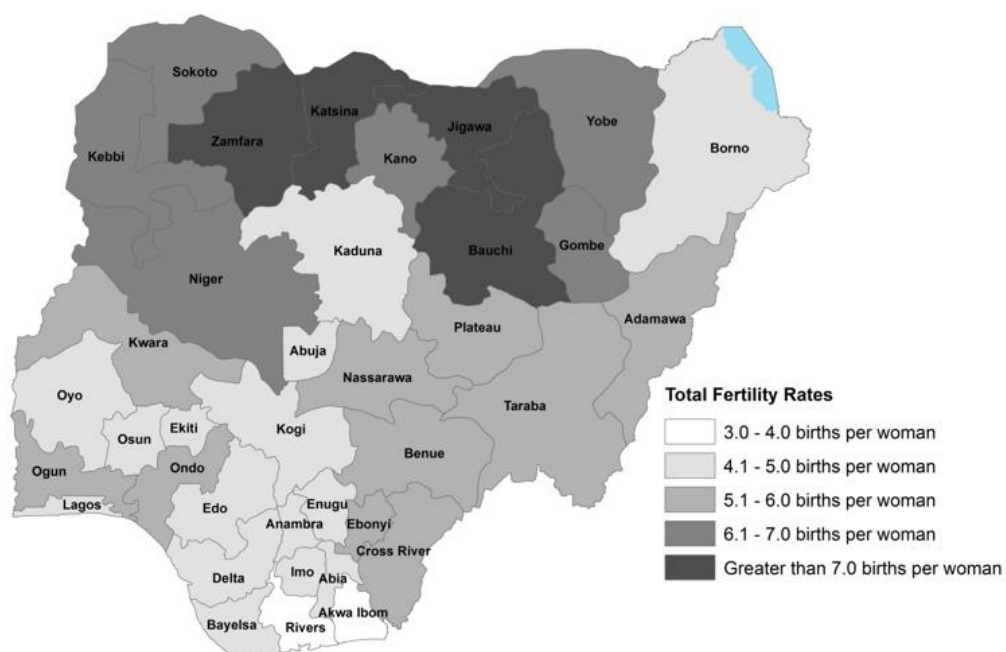 Sokoto
Katsina
Zamfara
Jigawa
Yobe
Borno
Kebbi
Kano
Gombe
Bauchi
Kaduna
Niger
Adamawa
Plateau
Kwara
Abuja
Nassarawa
Taraba
Oyo
Osun
Ekiti
Kogi
Benue
Ogun
Ondo
Lagos
Edo
Enugu
Anambra
Ebonyi
Cross River
Delta
Imo
Abia
Akwa Ibom
Bayelsa
Rivers
Total Fertility Rates
3.0 - 4.0 births per woman
4.1 - 5.0 births per woman
5.1 - 6.0 births per woman
6.1 - 7.0 births per woman
Greater than 7.0 births per woman